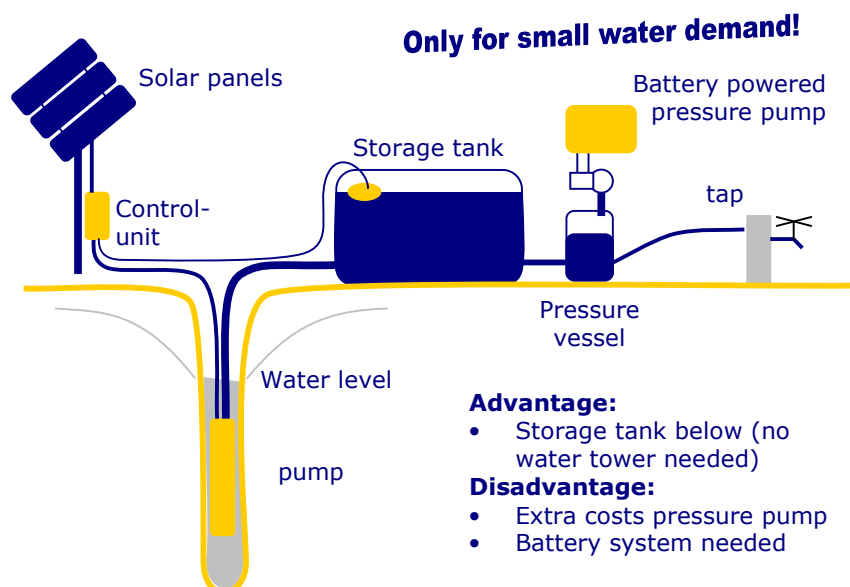 Only for small water demand!
Solar panels
Battery powered
pressure pump
Storage tank
tap
Control-
unit
Pressure
vessel
Water level
pump
Advantage:
• Storage tank below (no
water tower needed)
Disadvantage:
• Extra costs pressure pump
• Battery system needed